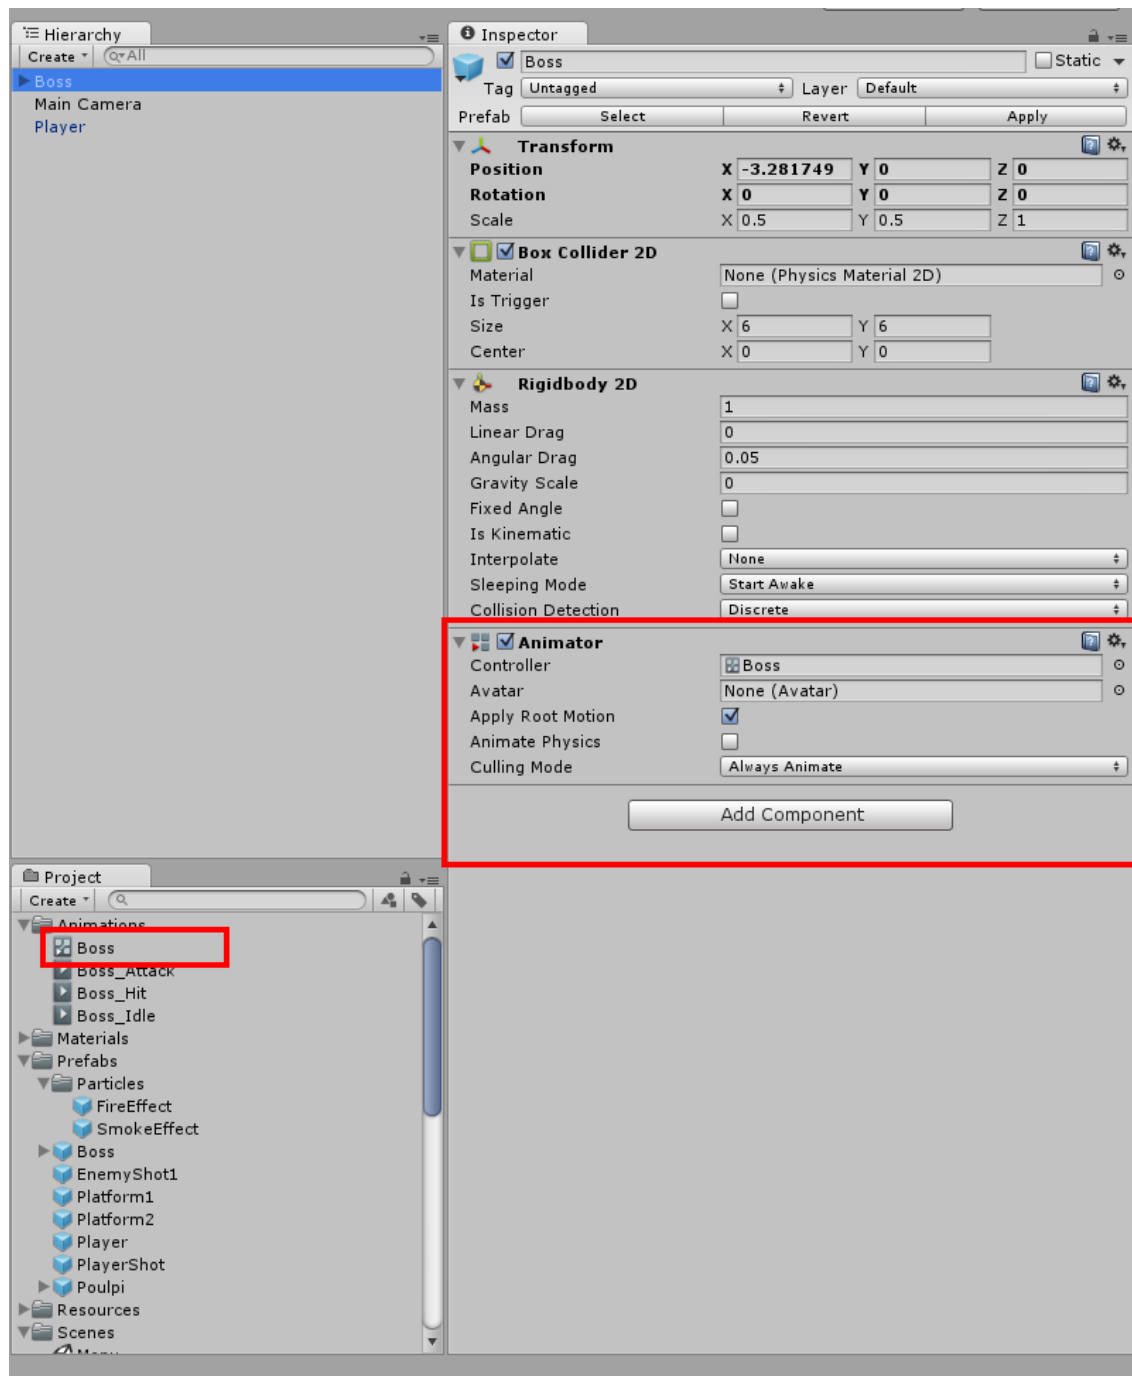 Hierarchy
Create All
Boss
Main Camera
Player
Inspector
Boss Static
Tag Untagged Layer Default
Prefab Select Revert Apply
Transform
Position X -3.281749 Y 0 Z 0
Rotation X 0 Y 0 Z 0
Scale X 0.5 Y 0.5 Z 1
Box Collider 2D
Material None (Physics Material 2D)
Is Trigger
Size X 6 Y 6
Center X 0 Y 0
Rigidbody 2D
Mass 1
Linear Drag 0
Angular Drag 0.05
Gravity Scale 0
Fixed Angle
Is Kinematic
Interpolate None
Sleeping Mode Start Awake
Collision Detection Discrete
Animator
Controller Boss
Avatar None (Avatar)
Apply Root Motion
Animate Physics
Culling Mode Always Animate
Add Component
Project
Create
Animations
Boss
Boss_Attack
Boss_Hit
Boss_Idle
Materials
Prefabs
Particles
FireEffect
SmokeEffect
Boss
EnemyShot1
Platform1
Platform2
Player
PlayerShot
Poulpi
Resources
Scenes